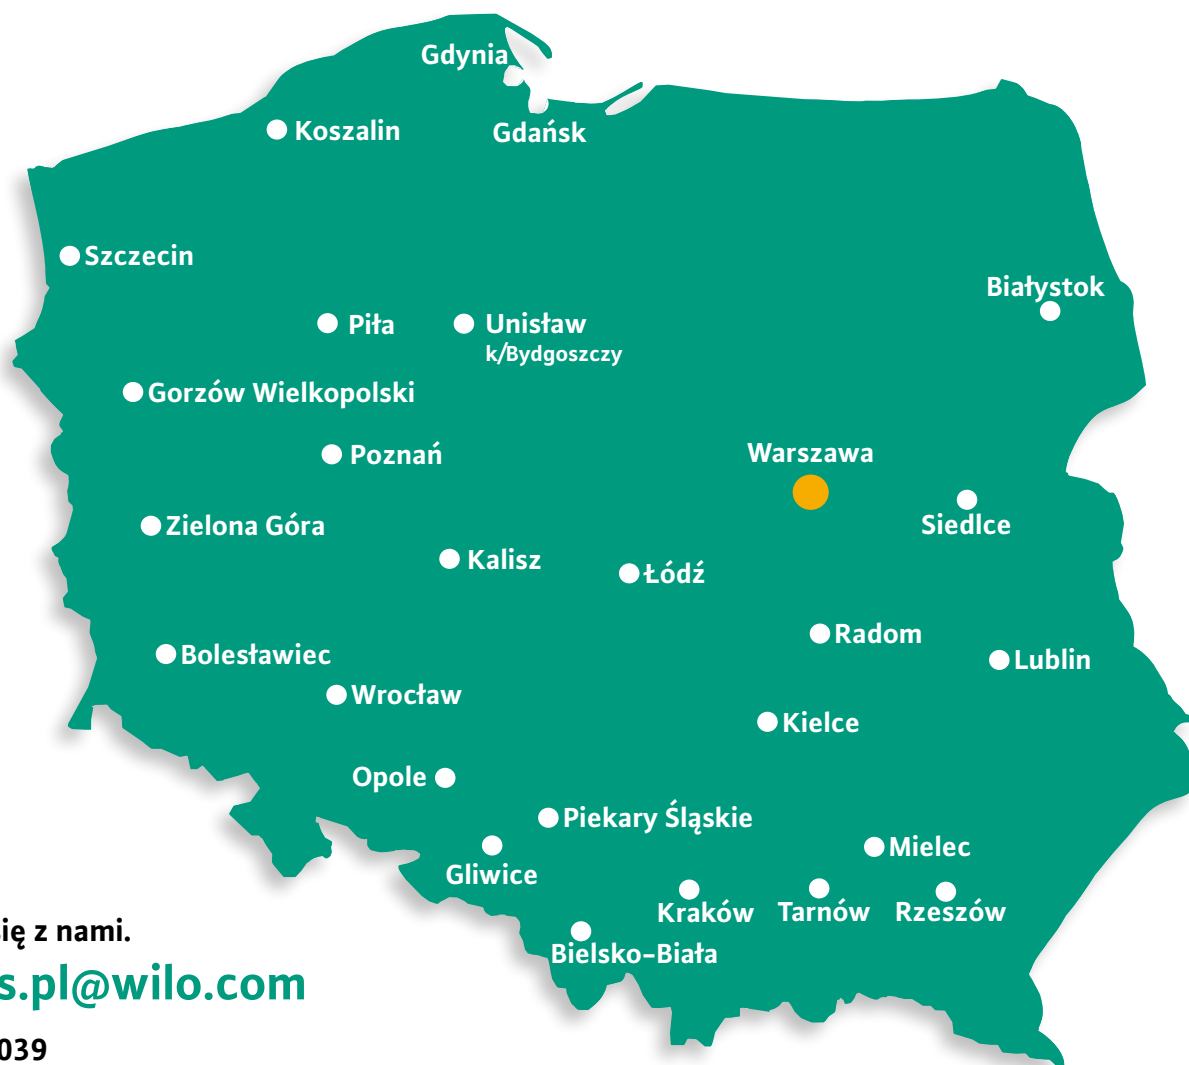 Gdynia
Koszalin
Gdańsk
Szczecin
Białystok
Piła
Unisław
k/Bydgoszczy
Gorzów Wielkopolski
Poznań
Warszawa
Siedlce
Zielona Góra
Kalisz
Łódź
Radom
Bolesławiec
Lublin
Wrocław
Kielce
Opole
Piekary Śląskie
Mielec
Gliwice
Kraków
Tarnów
Rzeszów
Bielsko-Biała
się z nami.
s.pl@wilo.com
039